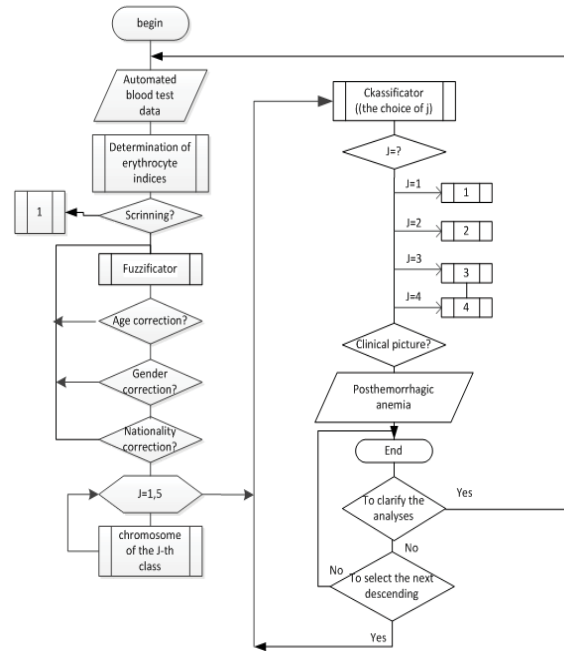 begin
Automated
blood test
data
Determination of
erythrocyte
indices
Scrinning?
1
Fuzzificator
Age correction?
Gender
correction?
Nationality
correction?
J=1,5
chromosome
of the J-th
class
Ckassificator
((the choice of j)
J=?
J=1
1
J=2
2
J=3
3
J=4
4
Clinical picture?
Posthemorrhagic
anemia
End
To clarify the
analyses
Yes
No
No
To select the next
descending
Yes